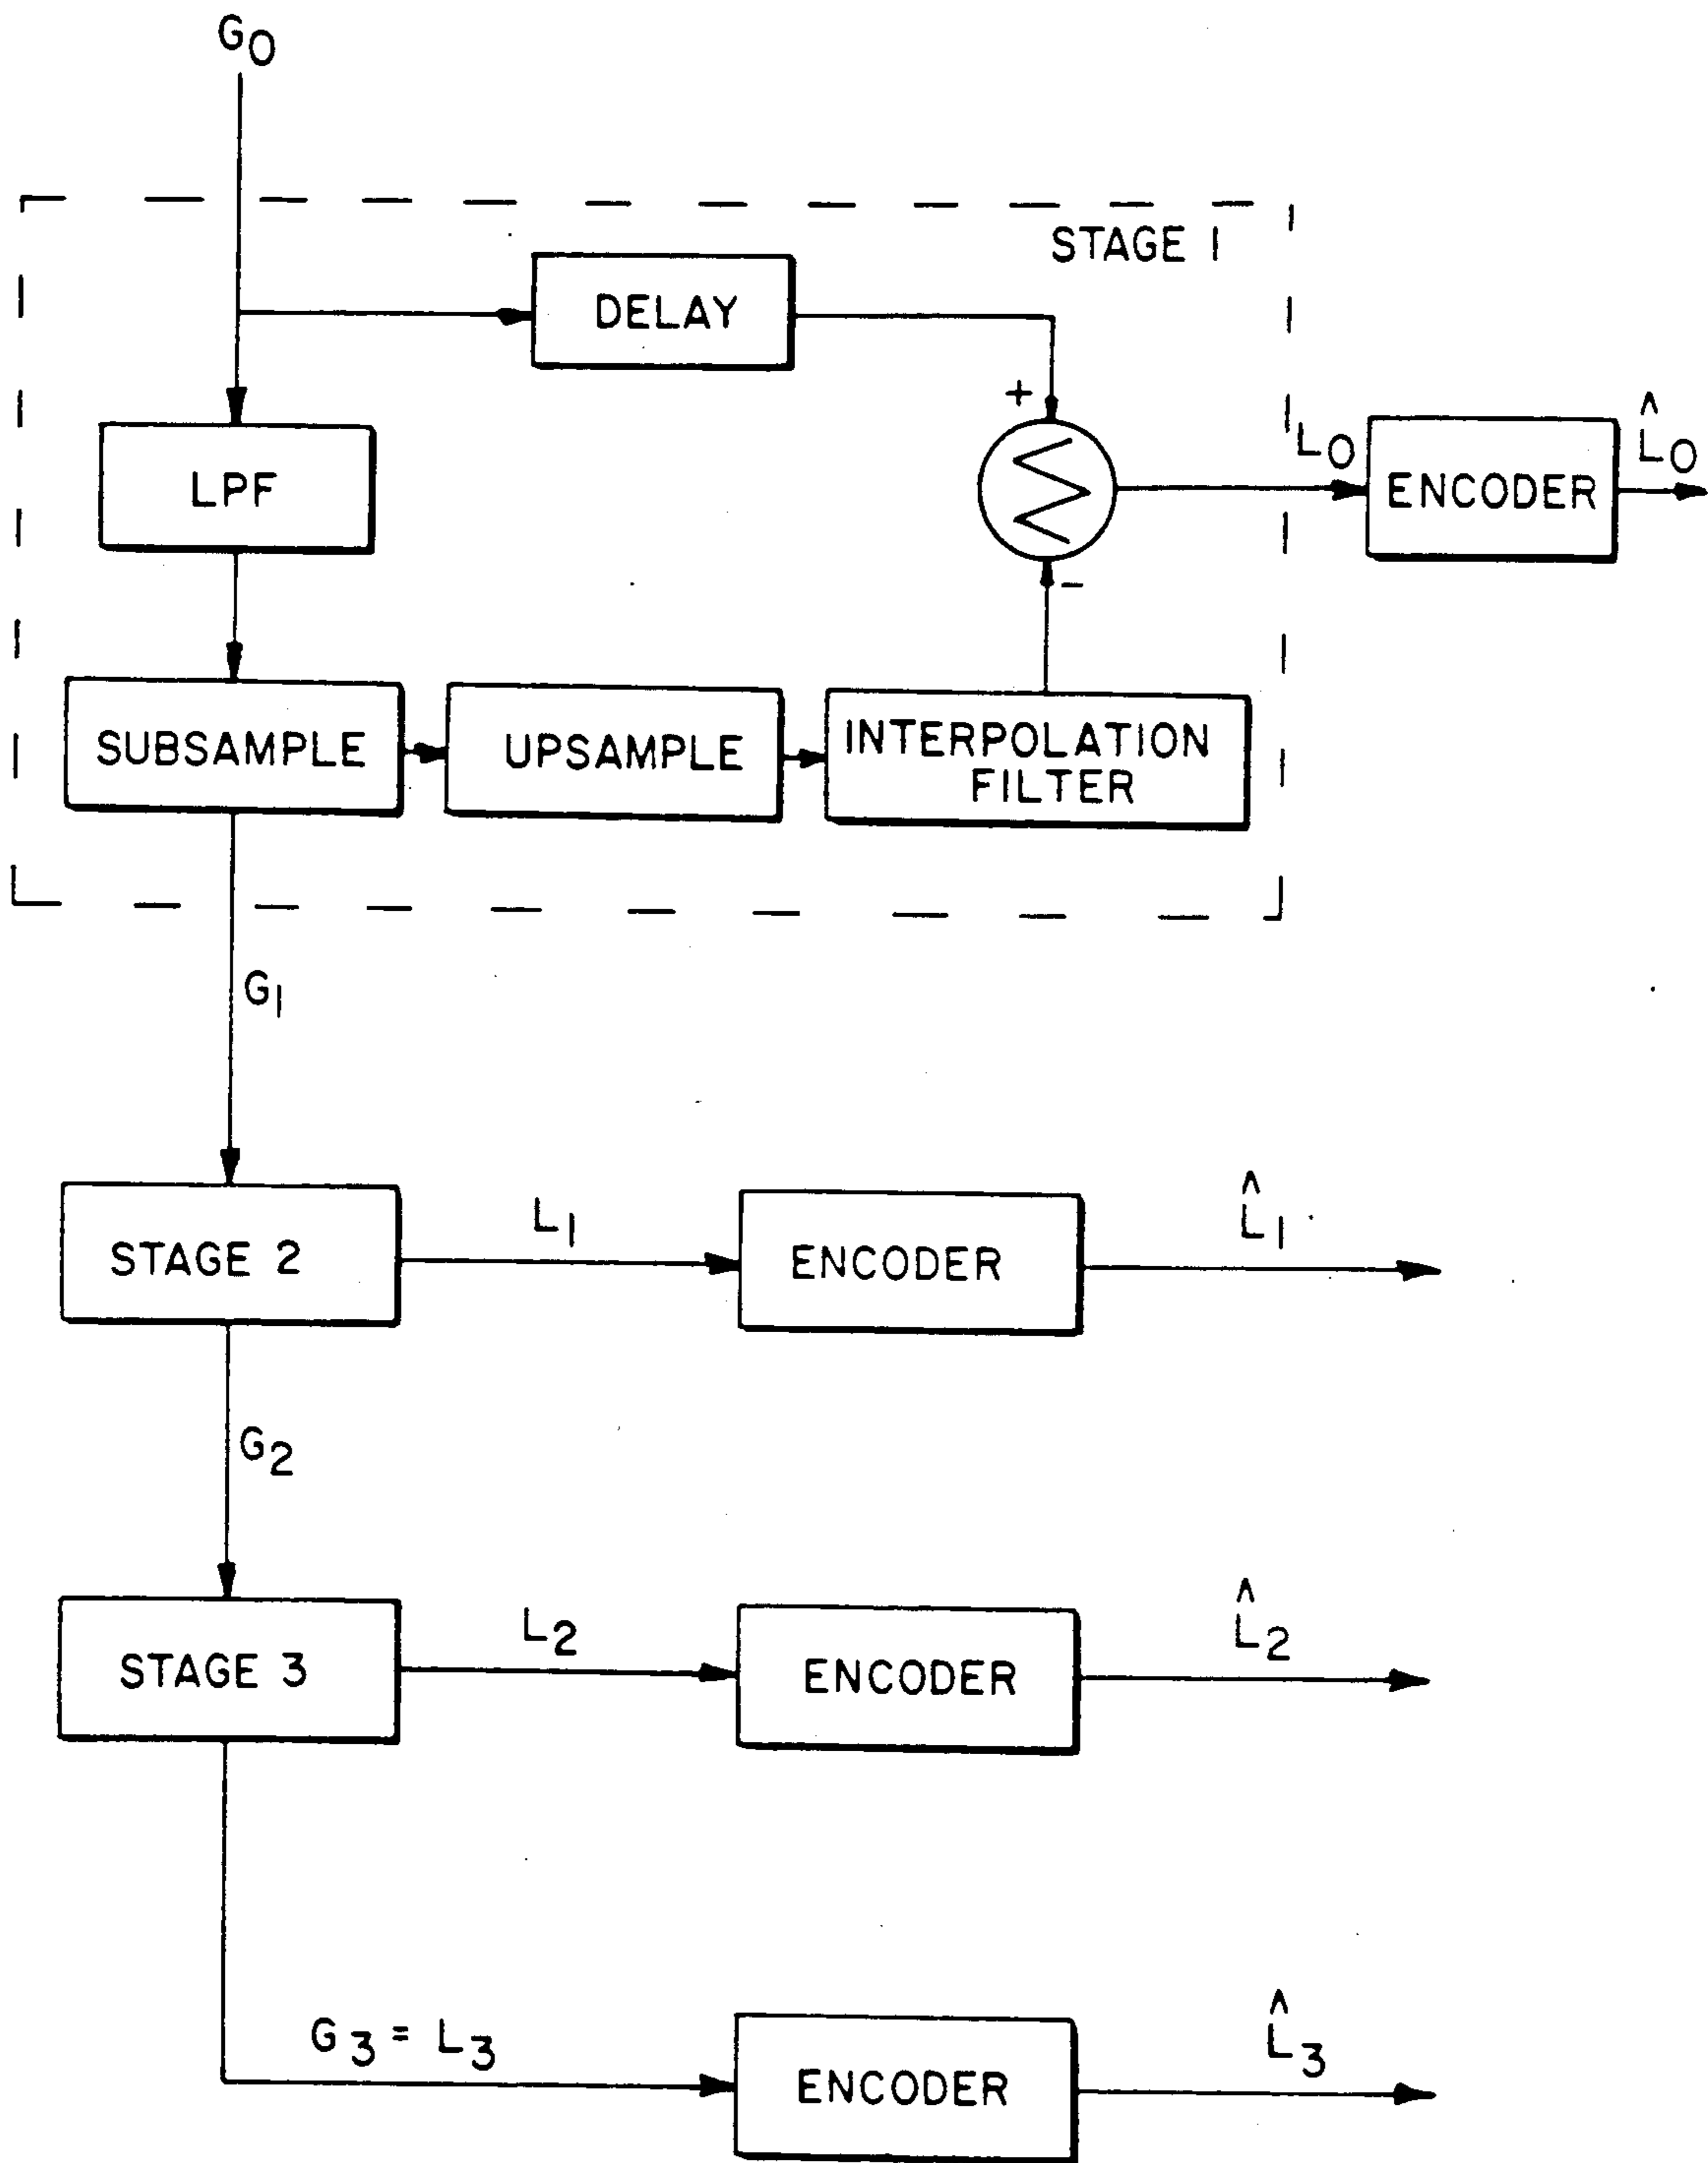 G0
STAGE 1
DELAY
+
LPF
L0
ENCODER
L̂0
-
SUBSAMPLE
UPSAMPLE
INTERPOLATION
FILTER
G1
STAGE 2
L1
ENCODER
L̂1
G2
STAGE 3
L2
ENCODER
L̂2
G3 = L3
ENCODER
L̂3